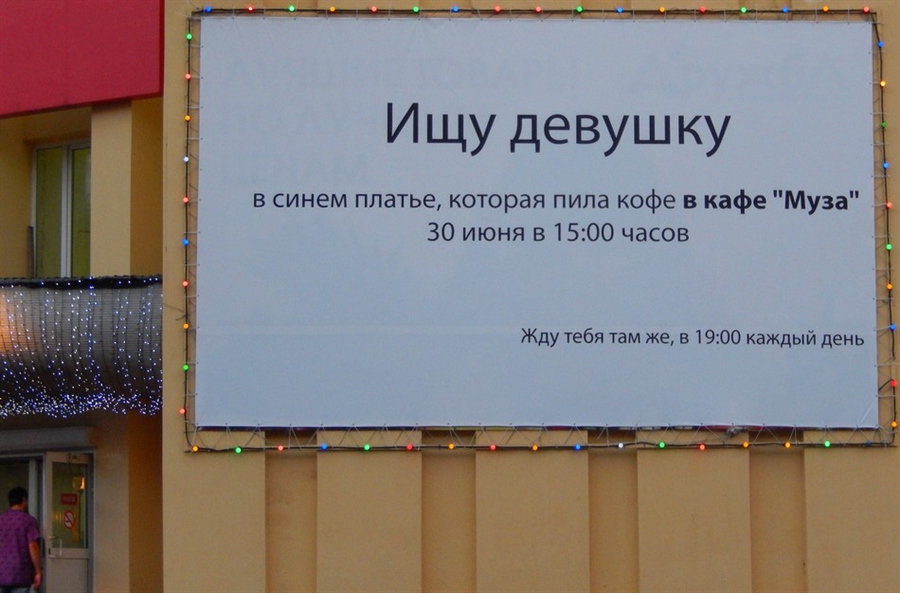 Ищу девушку
в синем платье, которая пила кофе в кафе "Муза"
30 июня в 15:00 часов
Жду тебя там же, в 19:00 каждый день